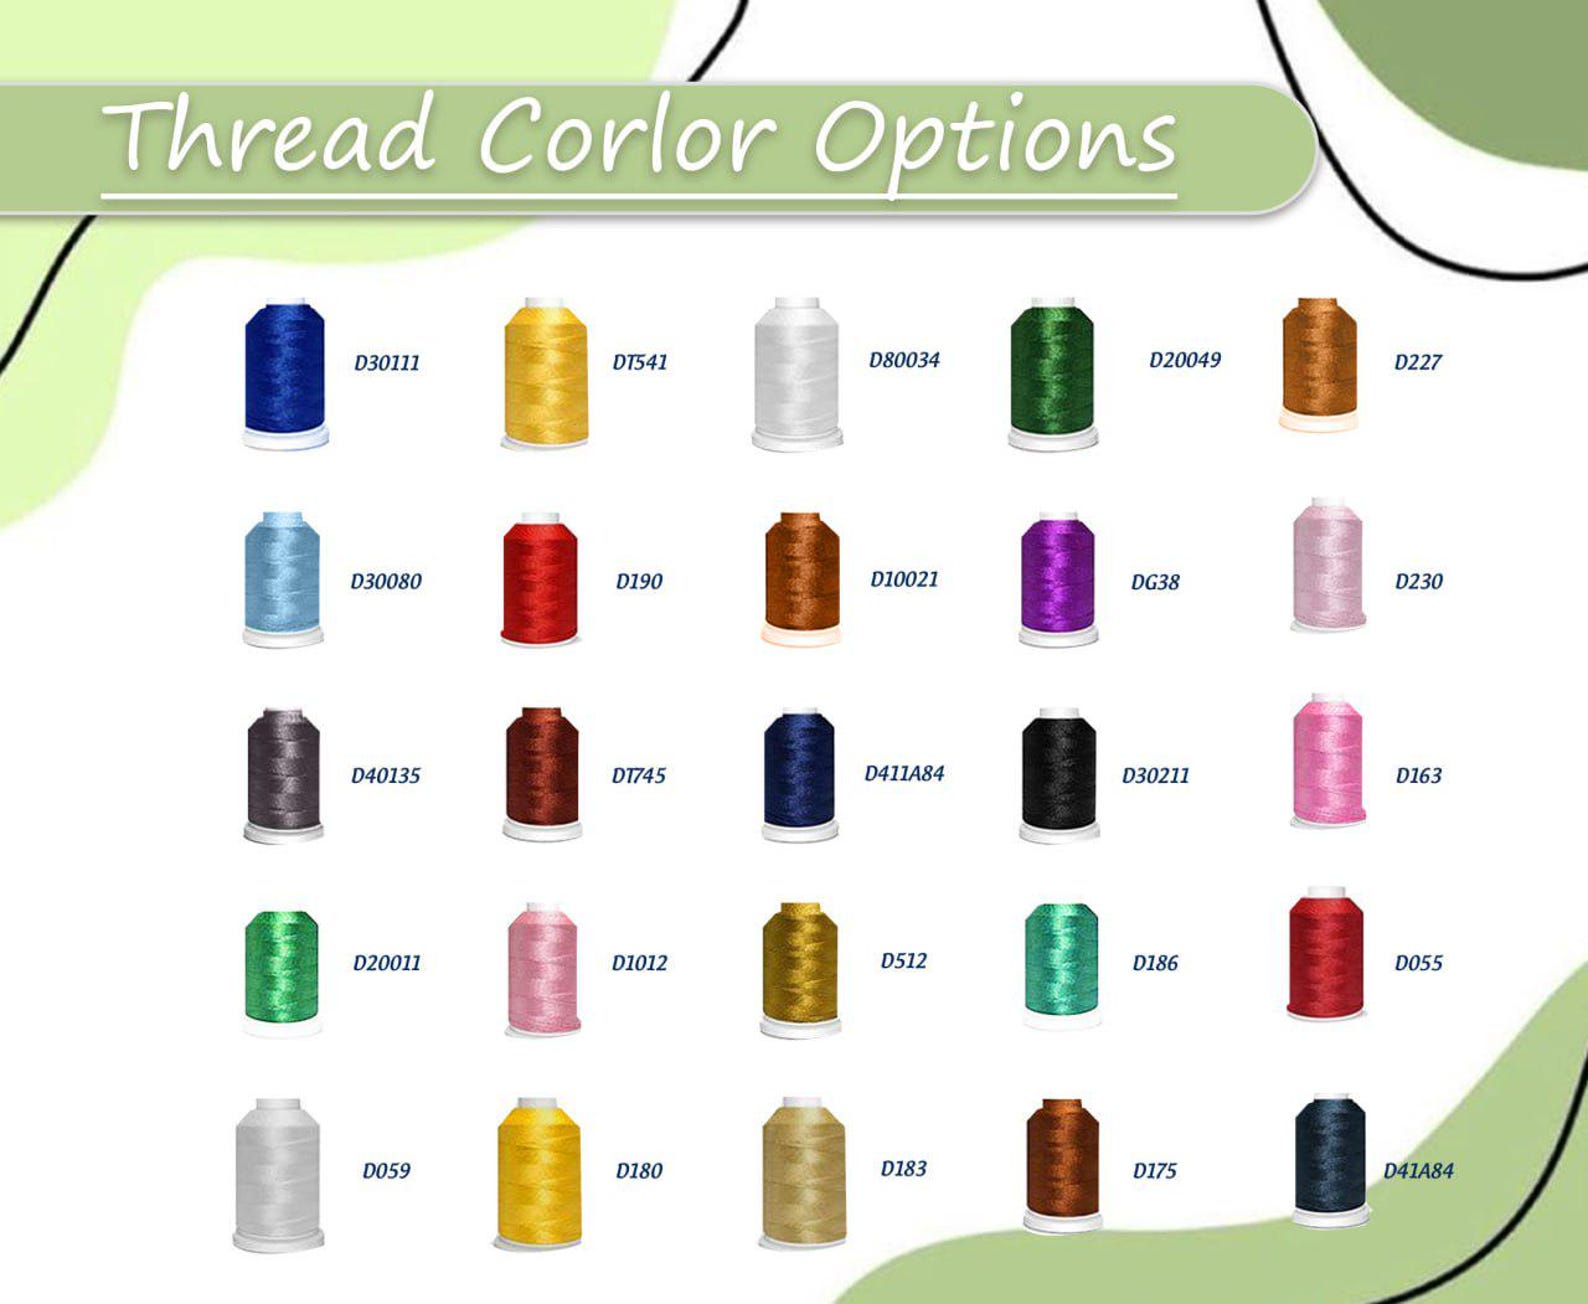 Thread Corlor Options
D30111
DT541
D80034
D20049
D227
D30080
D190
D10021
DG38
D230
D40135
DT745
D411A84
D30211
D163
D20011
D1012
D512
D186
D055
D059
D180
D183
D175
D41A84